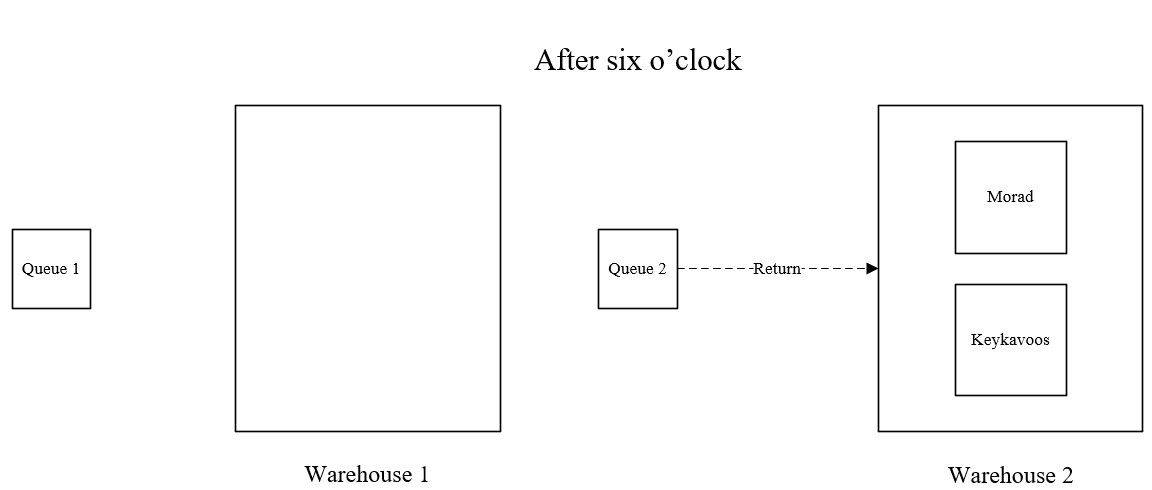 After six o’clock
Morad
Queue 1
Queue 2
Return
Keykavoos
Warehouse 1
Warehouse 2